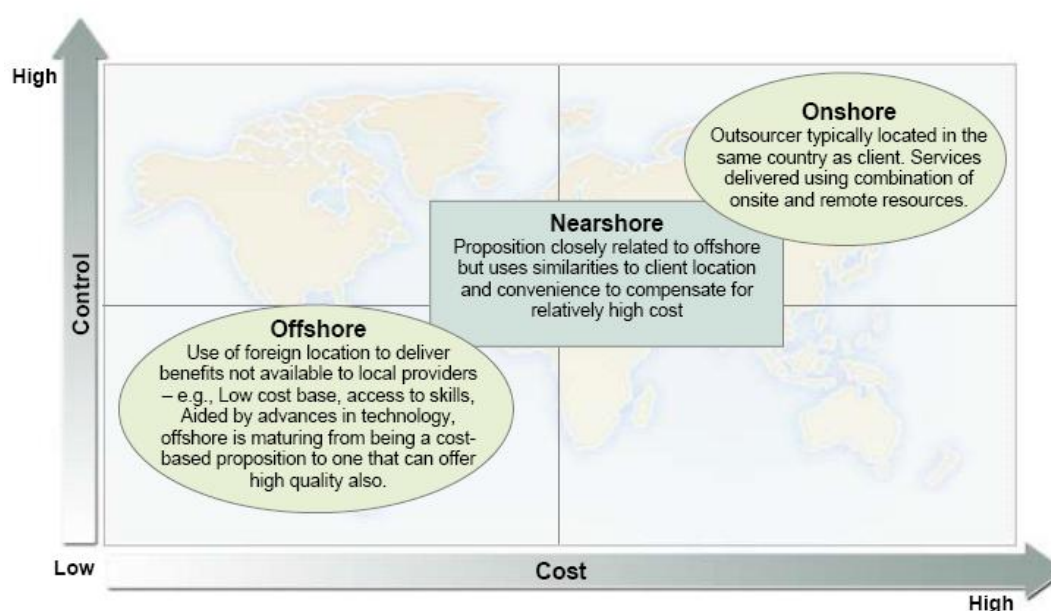 High
Onshore
Outsourcer typically located in the
same country as client. Services
delivered using combination of
onsite and remote resources.
Nearshore
Proposition closely related to offshore
but uses similarities to client location
and convenience to compensate for
relatively high cost
Control
Offshore
Use of foreign location to deliver
benefits not available to local providers
– e.g., Low cost base, access to skills,
Aided by advances in technology,
offshore is maturing from being a cost-
based proposition to one that can offer
high quality also.
Low
Cost
High